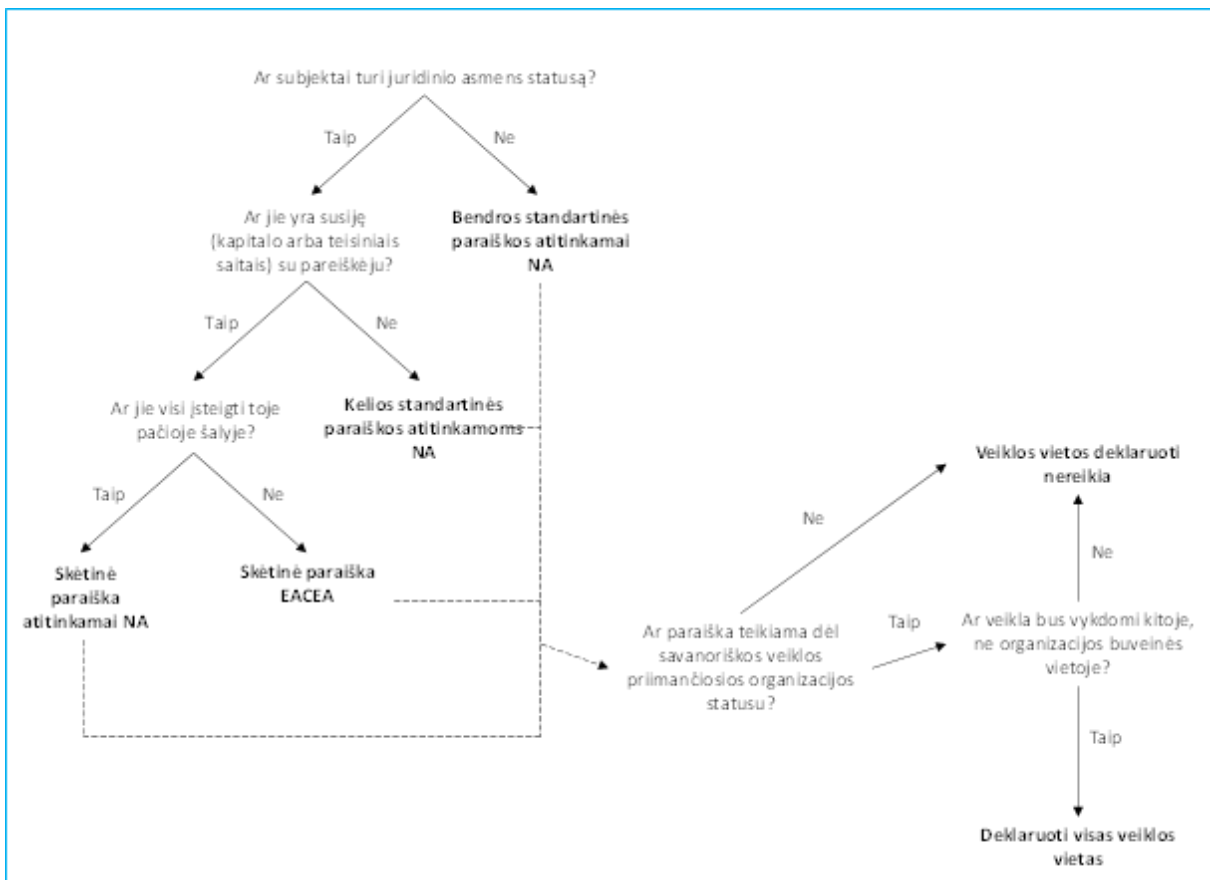 Ar subjektai turi juridinio asmens statusą?
Taip
Ne
Ar jie yra susiję
(kapitalo arba teisiniais
saitais) su pareiškėju?
Bendros standartinės
paraiškos atitinkamai
NA
Taip
Ne
Ar jie visi įsteigti toje
pačioje šalyje?
Kelios standartinės
paraiškos atitinkamoms
NA
Taip
Ne
Skėtinė
paraiška
atitinkamai NA
Skėtinė paraiška
EACEA
Ar paraiška teikiama dėl
savanoriškos veiklos
priimančiosios organizacijos
statusu?
Ne
Taip
Veiklos vietos deklaruoti
nereikia
Ne
Ar veikla bus vykdomi kitoje,
ne organizacijos buveinės
vietoje?
Taip
Deklaruoti visas veiklos
vietas